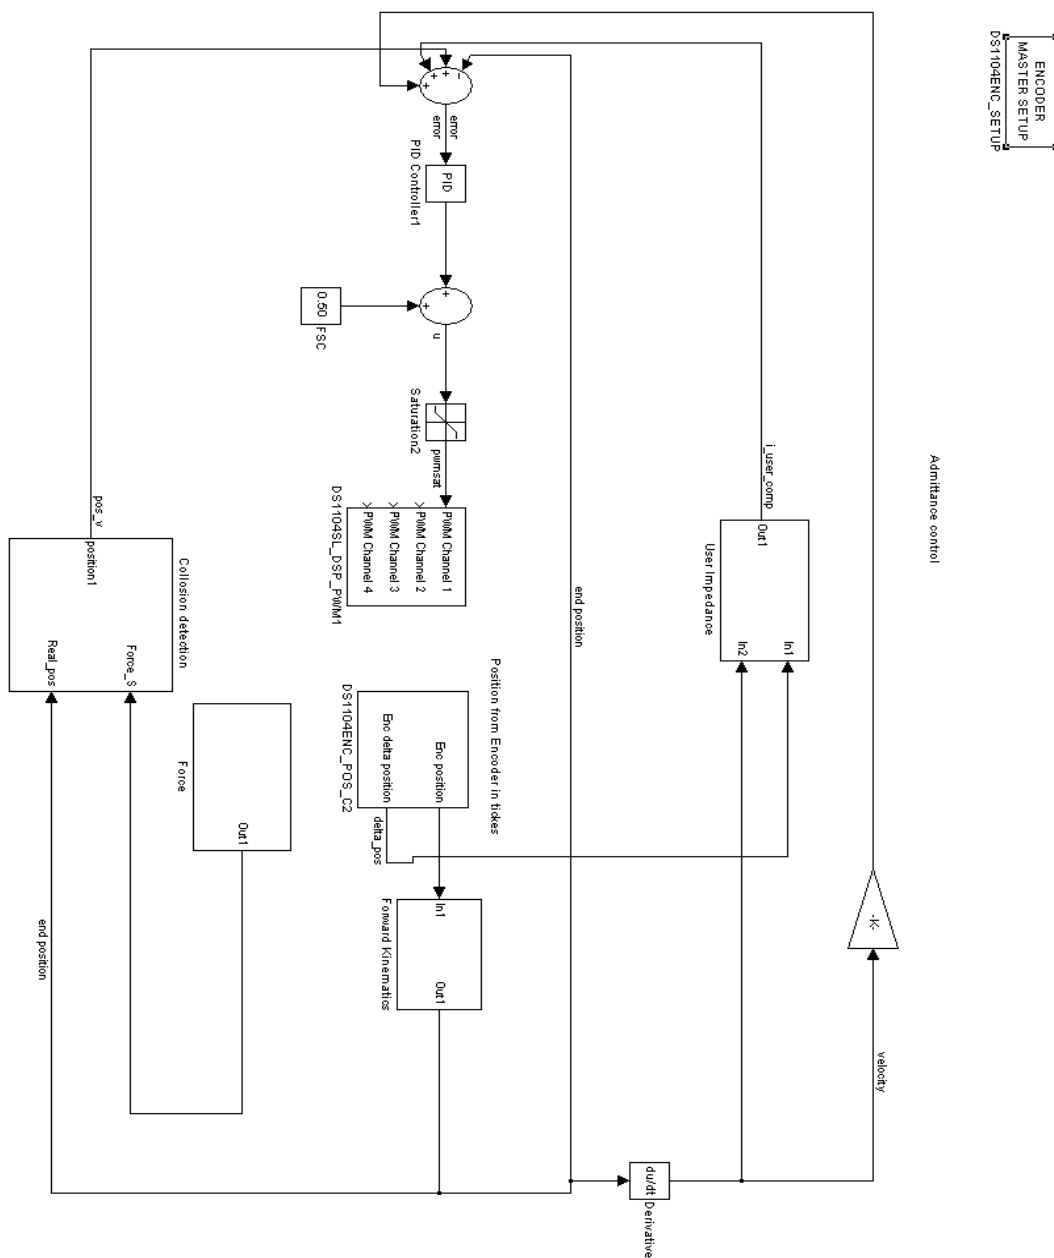 ENCODER
MASTER SETUP
DS1104ENC_SETUP
Admittance control
-K-
velocity
i_user_comp
Out1
In1
In2
User Impedance
du/dt
Derivative
end position
+
+
-
+
error
error
PID
PID Controller1
+
+
0.50
FSC
u
Saturation2
pwmsat
PWM Channel 1
PWM Channel 2
PWM Channel 3
PWM Channel 4
DS1104SL_DSP_PWM1
Position from Encoder in tickes
Enc position
Enc delta position
DS1104ENC_POS_C2
delta_pos
In1
Out1
Forward Kinematics
pos_v
position1
Force_S
Real_pos
Collosion detection
Out1
Force
end position